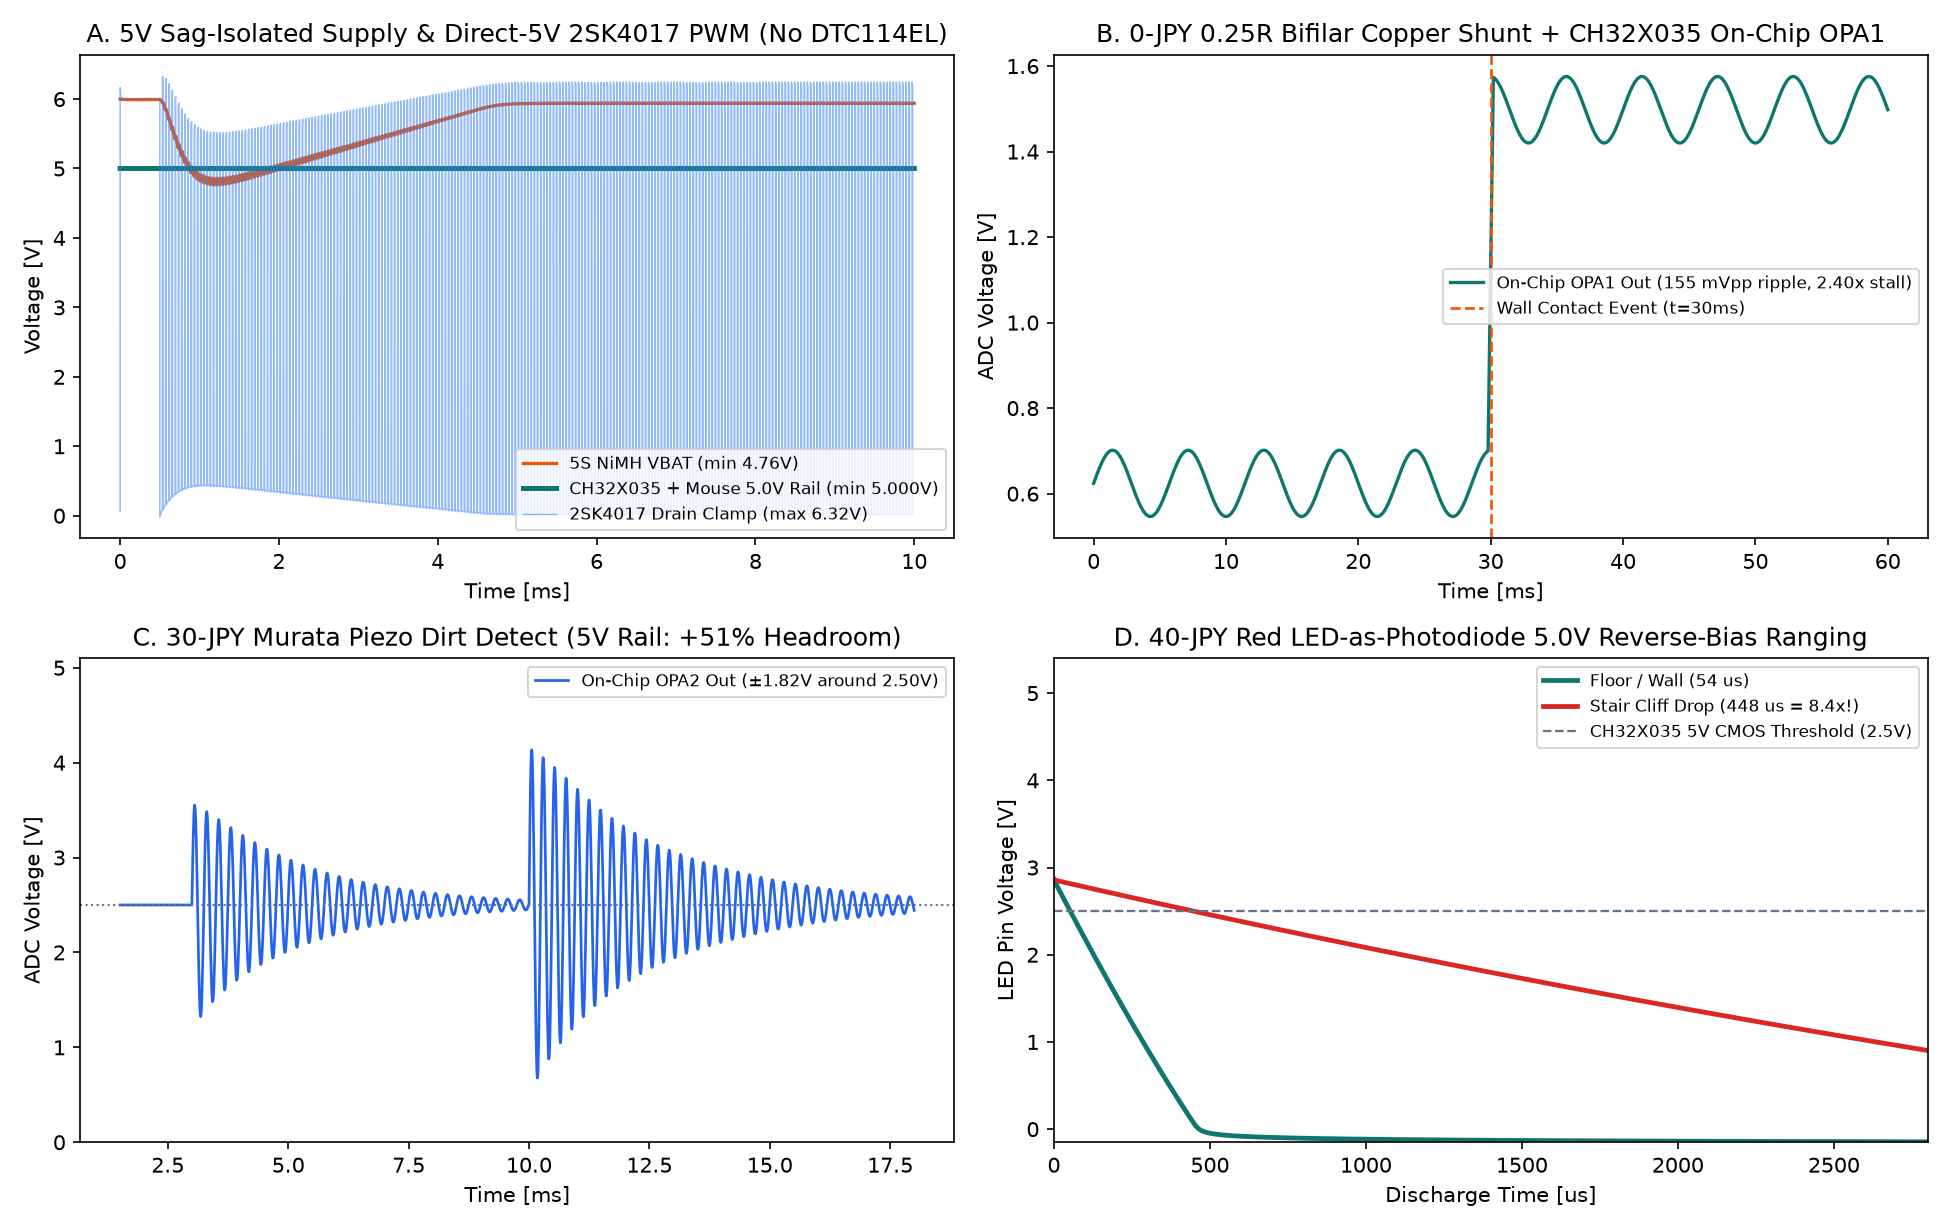 A. 5V Sag-Isolated Supply & Direct-5V 2SK4017 PWM (No DTC114EL)
Voltage [V]
6
5
4
3
2
1
0
5S NiMH VBAT (min 4.76V)
CH32X035 + Mouse 5.0V Rail (min 5.000V)
2SK4017 Drain Clamp (max 6.32V)
0
2
4
6
8
10
Time [ms]
B. 0-JPY 0.25R Bifilar Copper Shunt + CH32X035 On-Chip OPA1
ADC Voltage [V]
1.6
1.4
1.2
1.0
0.8
0.6
On-Chip OPA1 Out (155 mVpp ripple, 2.40x stall)
Wall Contact Event (t=30ms)
0
10
20
30
40
50
60
Time [ms]
C. 30-JPY Murata Piezo Dirt Detect (5V Rail: +51% Headroom)
ADC Voltage [V]
5
4
3
2
1
0
On-Chip OPA2 Out (±1.82V around 2.50V)
2.5
5.0
7.5
10.0
12.5
15.0
17.5
Time [ms]
D. 40-JPY Red LED-as-Photodiode 5.0V Reverse-Bias Ranging
LED Pin Voltage [V]
5
4
3
2
1
0
Floor / Wall (54 us)
Stair Cliff Drop (448 us = 8.4x!)
CH32X035 5V CMOS Threshold (2.5V)
0
500
1000
1500
2000
2500
Discharge Time [us]